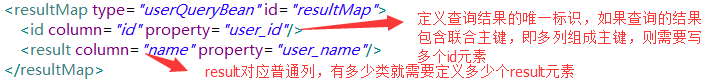 <resultMap type="userQueryBean" id="resultMap">
<id column="id" property="user_id"/>
<result column="name" property="user_name"/>
</resultMap>
定义查询结果的唯一标识，如果查询的结果
包含联合主键，即多列组成主键，则需要写
多个id元素
result对应普通列，有多少类就需要定义多少个result元素